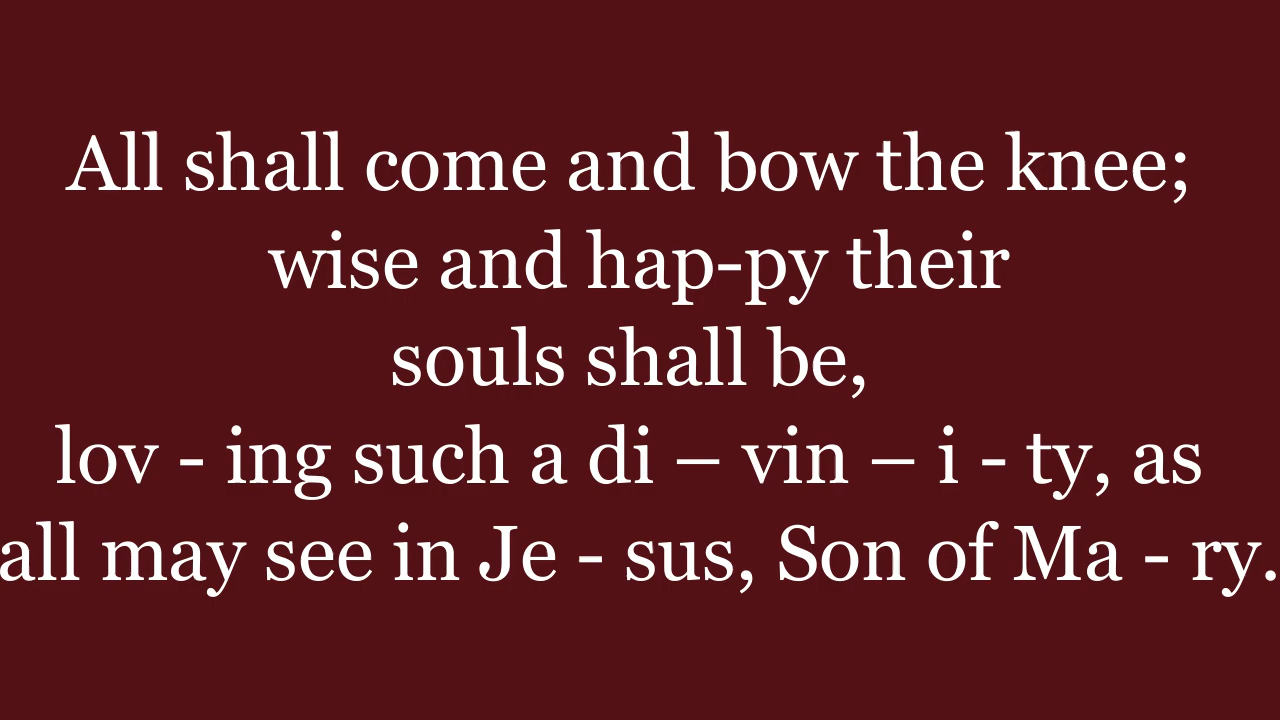 All shall come and bow the knee;
wise and hap-py their
souls shall be,
lov - ing such a di – vin – i - ty, as
all may see in Je - sus, Son of Ma - ry.